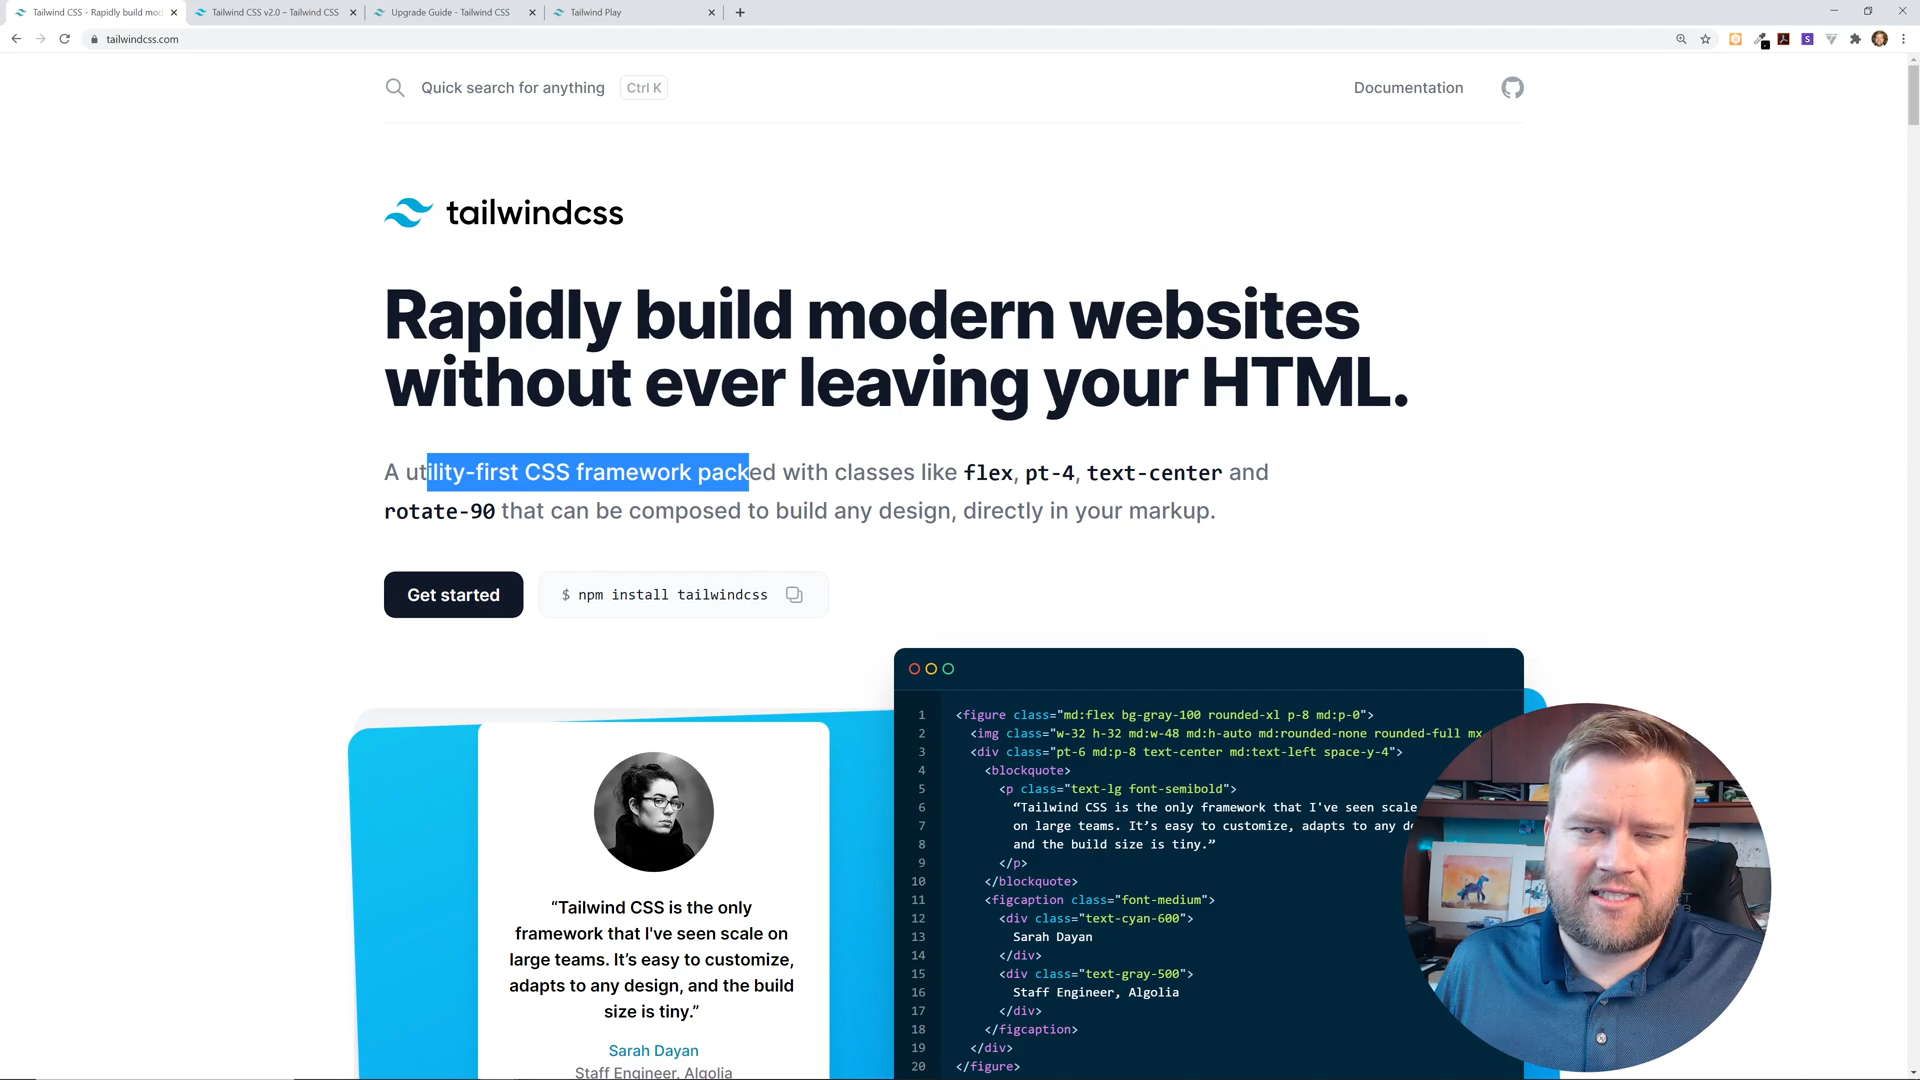 Tailwind CSS - Rapidly build mod
Tailwind CSS v2.0 – Tailwind CSS
Upgrade Guide - Tailwind CSS
Tailwind Play
tailwindcss.com
Quick search for anything
Ctrl K
Documentation
tailwindcss
Rapidly build modern websites
without ever leaving your HTML.
A utility-first CSS framework packed with classes like flex, pt-4, text-center and
rotate-90 that can be composed to build any design, directly in your markup.
Get started
$ npm install tailwindcss
“Tailwind CSS is the only
framework that I've seen scale on
large teams. It’s easy to customize,
adapts to any design, and the build
size is tiny.”
Sarah Dayan
Staff Engineer, Algolia
1 <figure class="md:flex bg-gray-100 rounded-xl p-8 md:p-0">
2 <img class="w-32 h-32 md:w-48 md:h-auto md:rounded-none rounded-full mx-
3 <div class="pt-6 md:p-8 text-center md:text-left space-y-4">
4 <blockquote>
5 <p class="text-lg font-semibold">
6 “Tailwind CSS is the only framework that I've seen scale
7 on large teams. It’s easy to customize, adapts to any de
8 and the build size is tiny.”
9 </p>
10 </blockquote>
11 <figcaption class="font-medium">
12 <div class="text-cyan-600">
13 Sarah Dayan
14 </div>
15 <div class="text-gray-500">
16 Staff Engineer, Algolia
17 </div>
18 </figcaption>
19 </div>
20 </figure>